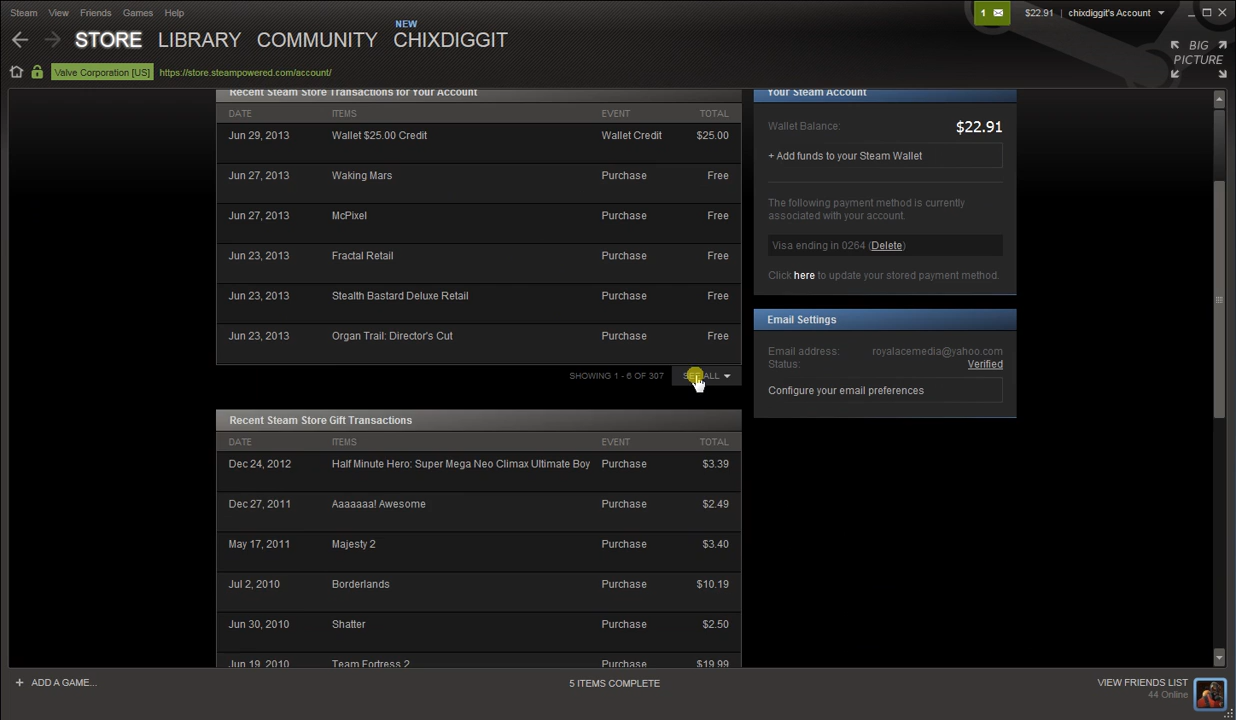 Steam View Friends Games Help
1 $22.91 chixdiggit's Account
NEW
STORE LIBRARY COMMUNITY CHIXDIGGIT
BIG PICTURE
Valve Corporation [US] https://store.steampowered.com/account/
Recent Steam Store Transactions for Your Account
DATE ITEMS EVENT TOTAL
Jun 29, 2013 Wallet $25.00 Credit Wallet Credit $25.00
Jun 27, 2013 Waking Mars Purchase Free
Jun 27, 2013 McPixel Purchase Free
Jun 23, 2013 Fractal Retail Purchase Free
Jun 23, 2013 Stealth Bastard Deluxe Retail Purchase Free
Jun 23, 2013 Organ Trail: Director's Cut Purchase Free
SHOWING 1 - 6 OF 307 SEE ALL
Recent Steam Store Gift Transactions
DATE ITEMS EVENT TOTAL
Dec 24, 2012 Half Minute Hero: Super Mega Neo Climax Ultimate Boy Purchase $3.39
Dec 27, 2011 Aaaaaaa! Awesome Purchase $2.49
May 17, 2011 Majesty 2 Purchase $3.40
Jul 2, 2010 Borderlands Purchase $10.19
Jun 30, 2010 Shatter Purchase $2.50
Jun 19, 2010 Team Fortress 2 Purchase $19.99
Your Steam Account
Wallet Balance: $22.91
+ Add funds to your Steam Wallet
The following payment method is currently
associated with your account.
Visa ending in 0264 (Delete)
Click here to update your stored payment method.
Email Settings
Email address: royalacemedia@yahoo.com
Status: Verified
Configure your email preferences
+ ADD A GAME...
5 ITEMS COMPLETE
VIEW FRIENDS LIST
44 Online